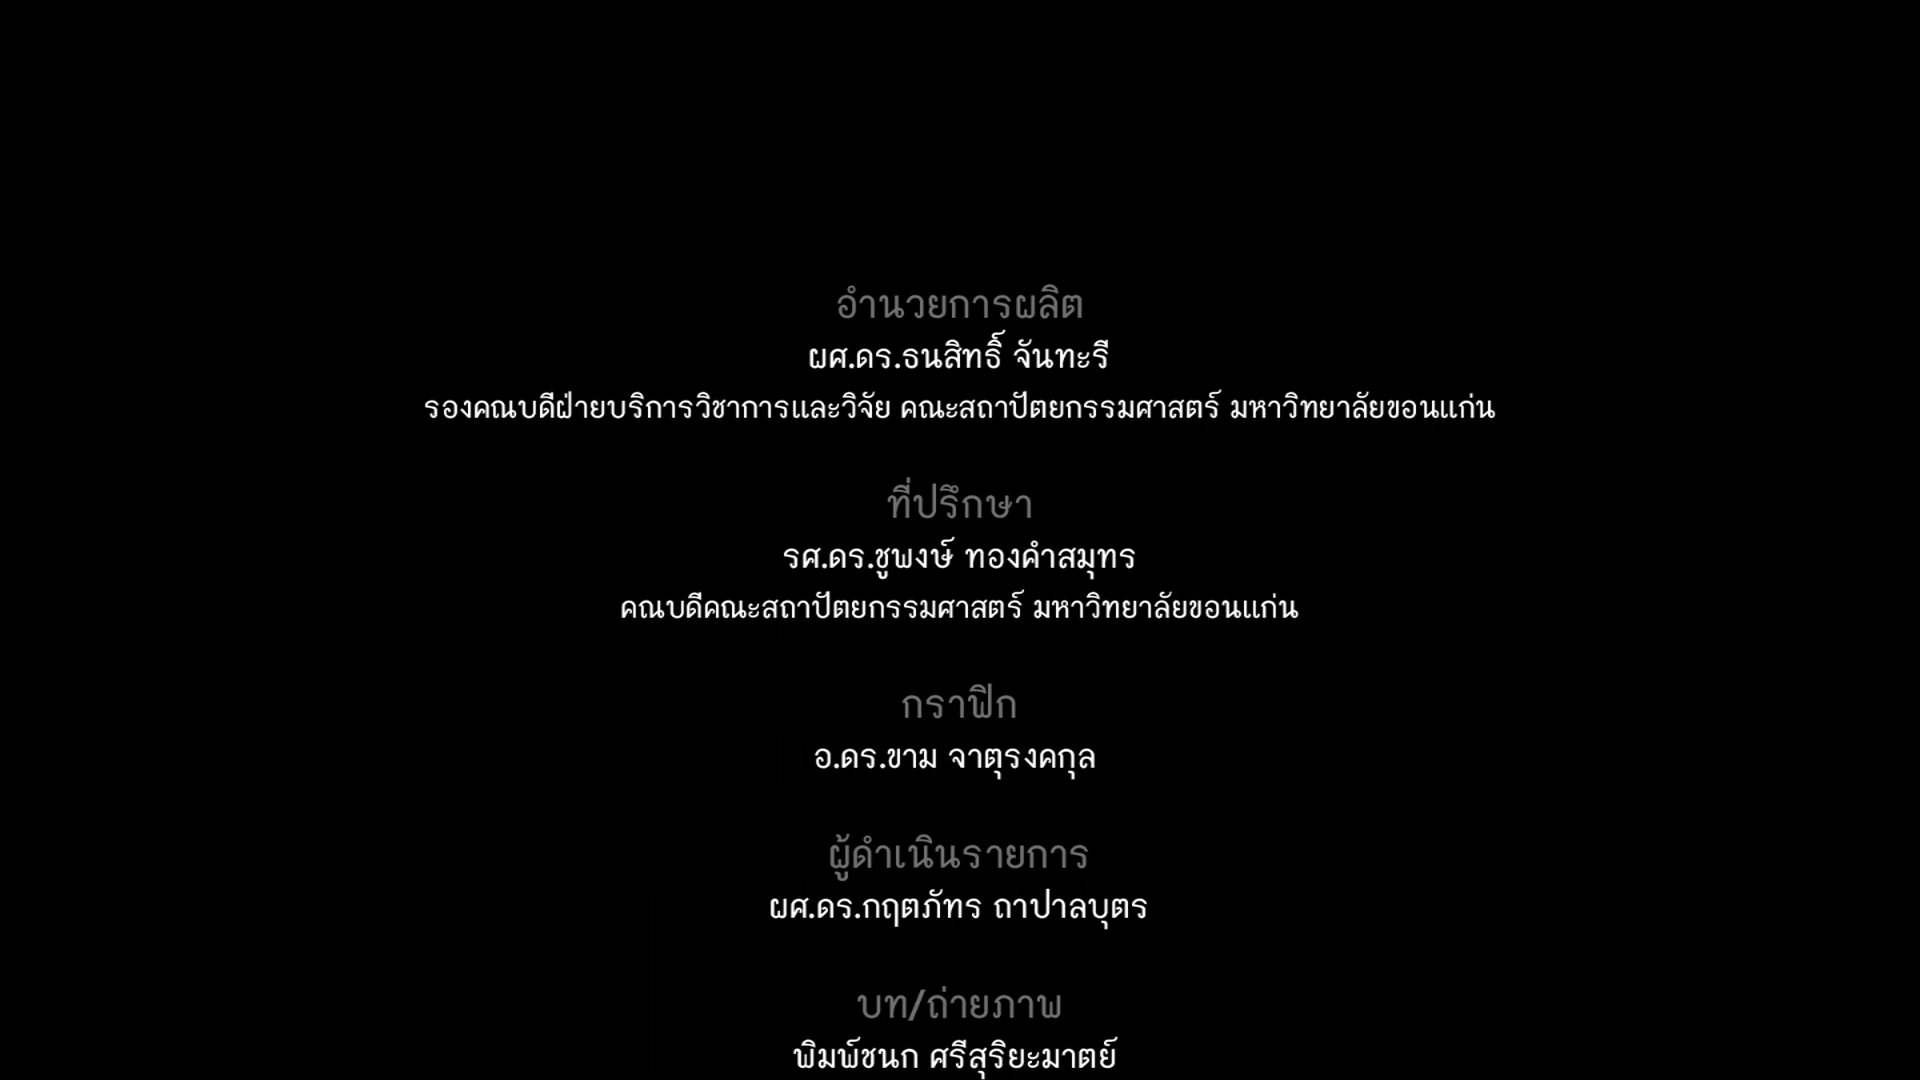 อำนวยการผลิต
ผศ.ดร.ธนสิทธิ์ จันทะรี
รองคณบดีฝ่ายบริการวิชาการและวิจัย คณะสถาปัตยกรรมศาสตร์ มหาวิทยาลัยขอนแก่น
ที่ปรึกษา
รศ.ดร.ชูพงษ์ ทองคำสมุทร
คณบดีคณะสถาปัตยกรรมศาสตร์ มหาวิทยาลัยขอนแก่น
กราฟิก
อ.ดร.ขาม จาตุรงคกุล
ผู้ดำเนินรายการ
ผศ.ดร.กฤตภัทร ถาปาลบุตร
บท/ถ่ายภาพ
พิมพ์ชนก ศรีสุริยะมาตย์